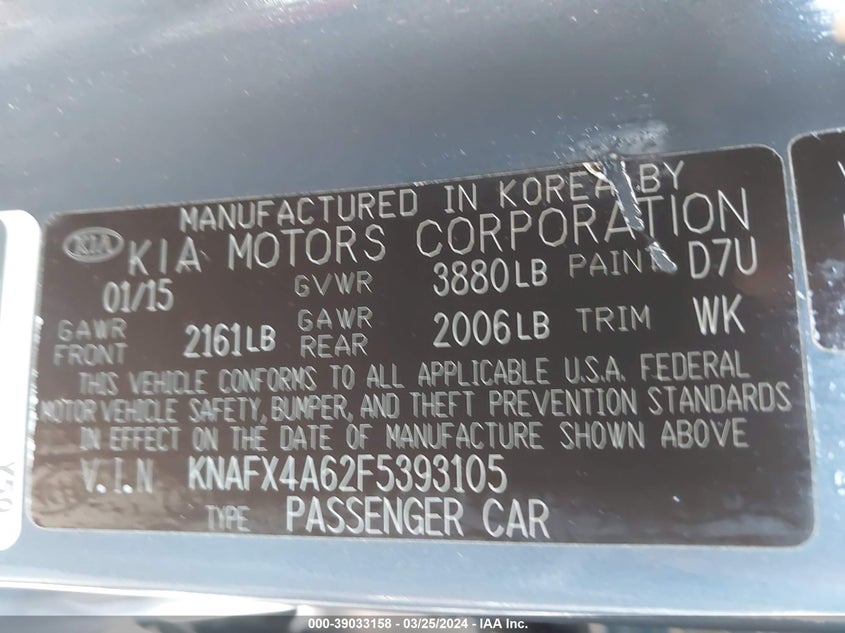 MANUFACTURED IN KOREA BY
KIA KIA MOTORS CORPORATION
01/15 GVWR 3880LB PAINT D7U
GAWR FRONT 2161LB GAWR REAR 2006LB TRIM WK
THIS VEHICLE CONFORMS TO ALL APPLICABLE U.S.A. FEDERAL
MOTOR VEHICLE SAFETY, BUMPER, AND THEFT PREVENTION STANDARDS
IN EFFECT ON THE DATE OF MANUFACTURE SHOWN ABOVE
V.I.N KNAFX4A62F5393105
TYPE PASSENGER CAR
000-39033158 - 03/25/2024 - IAA Inc.